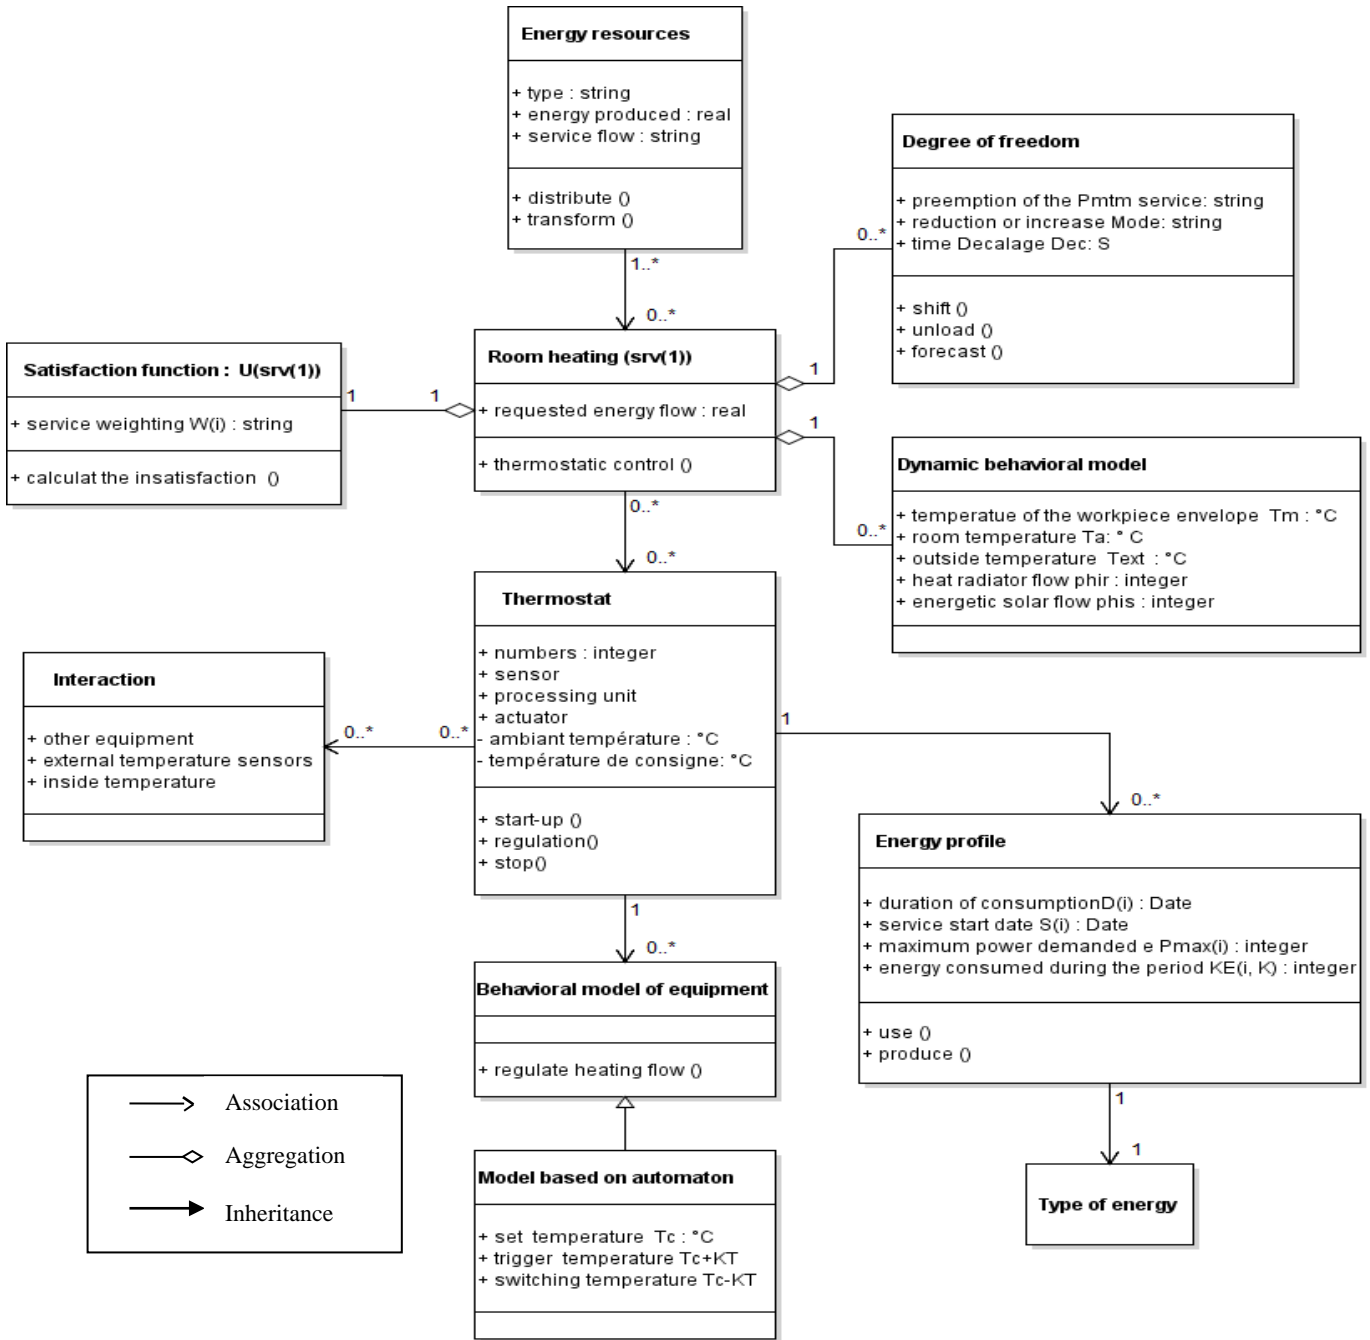 Energy resources
+ type : string
+ energy produced : real
+ service flow : string
+ distribute ()
+ transform ()
1..*
0..*
Degree of freedom
+ preemption of the Pmtm service: string
+ reduction or increase Mode: string
+ time Decalage Dec: S
+ shift ()
+ unload ()
+ forecast ()
0..*
1
Satisfaction function : U(srv(1))
+ service weighting W(i) : string
+ calculat the insatisfaction ()
1
1
Room heating (srv(1))
+ requested energy flow : real
+ thermostatic control ()
1
0..*
Dynamic behavioral model
+ temperatue of the workpiece envelope Tm : °C
+ room temperature Ta: ° C
+ outside temperature Text : °C
+ heat radiator flow phir : integer
+ energetic solar flow phis : integer
0..*
0..*
Thermostat
+ numbers : integer
+ sensor
+ processing unit
+ actuator
- ambiant température : °C
- température de consigne: °C
+ start-up ()
+ regulation()
+ stop()
Interaction
+ other equipment
+ external temperature sensors
+ inside temperature
0..*
0..*
1
0..*
Energy profile
+ duration of consumptionD(i) : Date
+ service start date S(i) : Date
+ maximum power demanded e Pmax(i) : integer
+ energy consumed during the period KE(i, K) : integer
+ use ()
+ produce ()
1
0..*
Behavioral model of equipment
+ regulate heating flow ()
1
1
Type of energy
Model based on automaton
+ set temperature Tc : °C
+ trigger temperature Tc+KT
+ switching temperature Tc-KT
Association
Aggregation
Inheritance